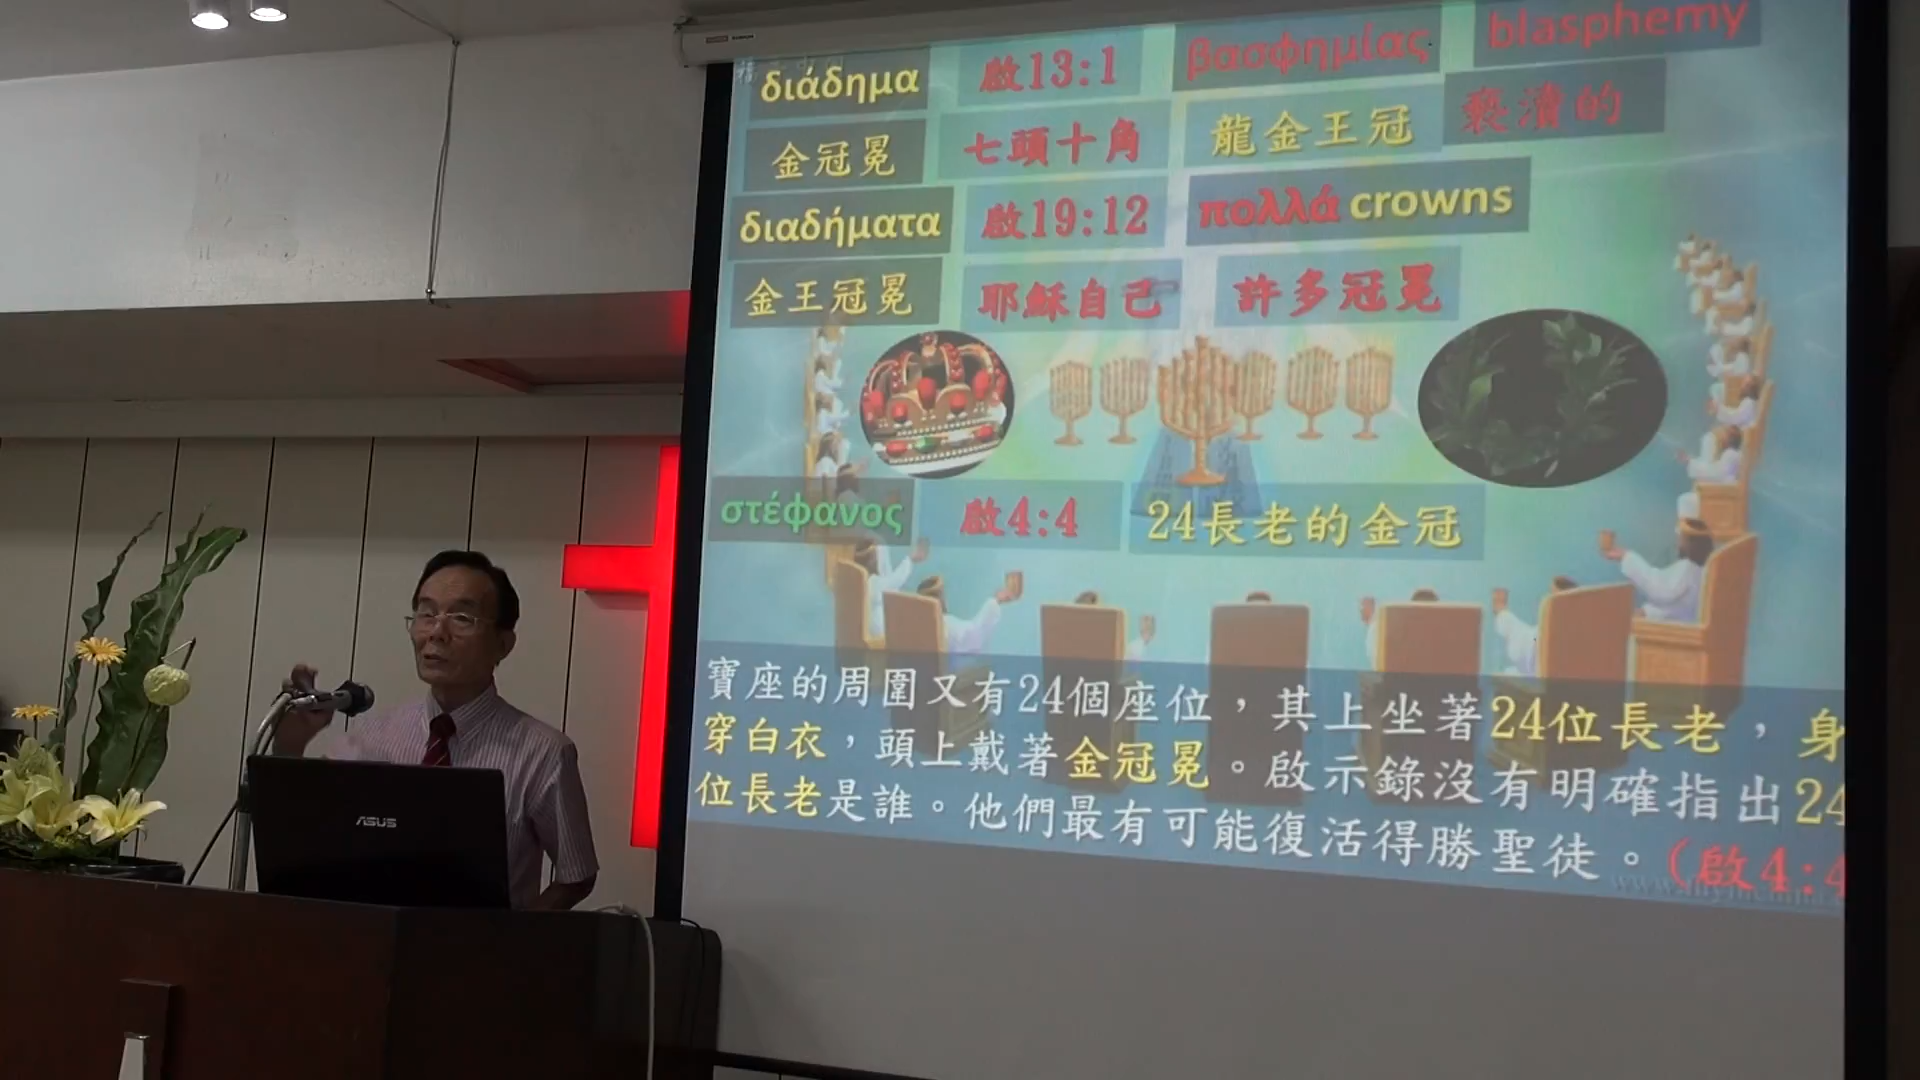 διάδημα 啟13:1 βασφημίας blasphemy
金冠冕 七頭十角 龍金王冠 褻瀆的
διαδήματα 啟19:12 πολλά crowns
金王冠冕 耶穌自己 許多冠冕
στέφανος 啟4:4 24長老的金冠
寶座的周圍又有24個座位，其上坐著24位長老，身
穿白衣，頭上戴著金冠冕。啟示錄沒有明確指出24
位長老是誰。他們最有可能復活得勝聖徒。(啟4:4
ASUS